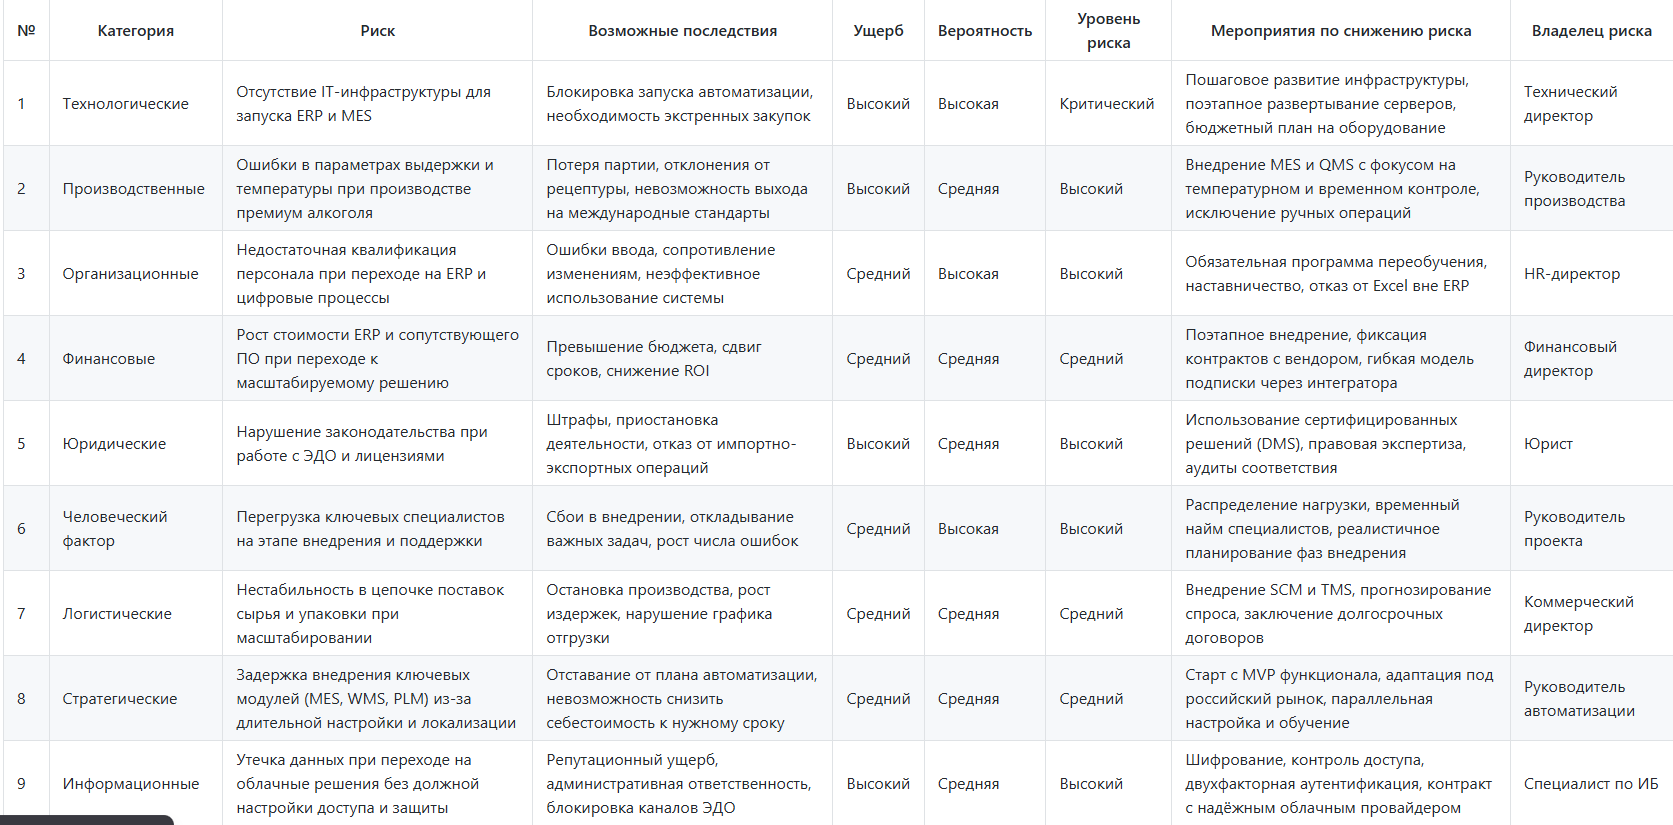 № Категория Риск Возможные последствия Ущерб Вероятность Уровень риска Мероприятия по снижению риска Владелец риска
1 Технологические Отсутствие IT-инфраструктуры для запуска ERP и MES Блокировка запуска автоматизации, необходимость экстренных закупок Высокий Высокая Критический Пошаговое развитие инфраструктуры, поэтапное развертывание серверов, бюджетный план на оборудование Технический директор
2 Производственные Ошибки в параметрах выдержки и температуры при производстве премиум алкоголя Потеря партии, отклонения от рецептуры, невозможность выхода на международные стандарты Высокий Средняя Высокий Внедрение MES и QMS с фокусом на температурном и временном контроле, исключение ручных операций Руководитель производства
3 Организационные Недостаточная квалификация персонала при переходе на ERP и цифровые процессы Ошибки ввода, сопротивление изменениям, неэффективное использование системы Средний Высокая Высокий Обязательная программа переобучения, наставничество, отказ от Excel вне ERP HR-директор
4 Финансовые Рост стоимости ERP и сопутствующего ПО при переходе к масштабируемому решению Превышение бюджета, сдвиг сроков, снижение ROI Средний Средняя Средний Поэтапное внедрение, фиксация контрактов с вендором, гибкая модель подписки через интегратора Финансовый директор
5 Юридические Нарушение законодательства при работе с ЭДО и лицензиями Штрафы, приостановка деятельности, отказ от импортно-экспортных операций Высокий Средняя Высокий Использование сертифицированных решений (DMS), правовая экспертиза, аудиты соответствия Юрист
6 Человеческий фактор Перегрузка ключевых специалистов на этапе внедрения и поддержки Сбои в внедрении, откладывание важных задач, рост числа ошибок Средний Высокая Высокий Распределение нагрузки, временный найм специалистов, реалистичное планирование фаз внедрения Руководитель проекта
7 Логистические Нестабильность в цепочке поставок сырья и упаковки при масштабировании Остановка производства, рост издержек, нарушение графика отгрузки Средний Средняя Средний Внедрение SCM и TMS, прогнозирование спроса, заключение долгосрочных договоров Коммерческий директор
8 Стратегические Задержка внедрения ключевых модулей (MES, WMS, PLM) из-за длительной настройки и локализации Отставание от плана автоматизации, невозможность снизить себестоимость к нужному сроку Средний Средняя Средний Старт с MVP функционала, адаптация под российский рынок, параллельная настройка и обучение Руководитель автоматизации
9 Информационные Утечка данных при переходе на облачные решения без должной настройки доступа и защиты Репутационный ущерб, административная ответственность, блокировка каналов ЭДО Высокий Средняя Высокий Шифрование, контроль доступа, двухфакторная аутентификация, контракт с надёжным облачным провайдером Специалист по ИБ